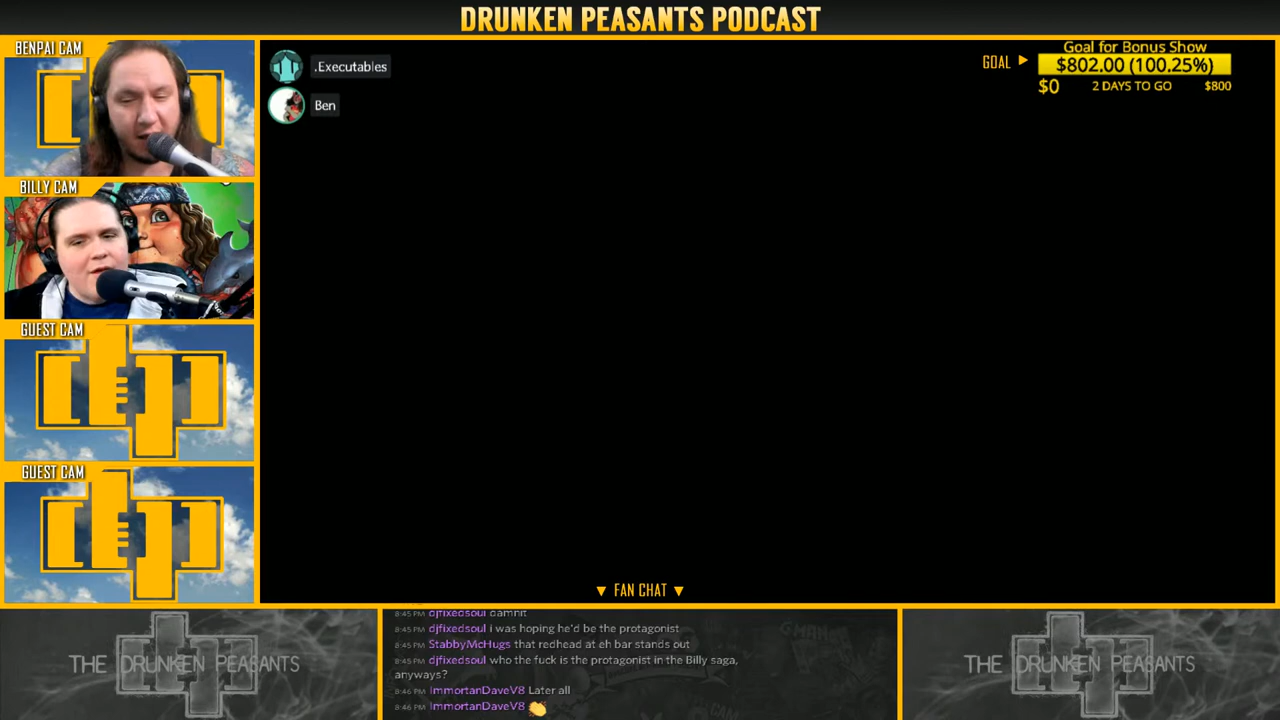 DRUNKEN PEASANTS PODCAST
BENPAI CAM
BILLY CAM
GUEST CAM
GUEST CAM
.Executables
Ben
GOAL ▶
Goal for Bonus Show
$802.00 (100.25%)
$0 2 DAYS TO GO $800
▼ FAN CHAT ▼
8:45 PM djfixedsoul damnit
8:45 PM djfixedsoul i was hoping he'd be the protagonist
8:45 PM StabbyMcHugs that redhead at eh bar stands out
8:45 PM djfixedsoul who the fuck is the protagonist in the Billy saga,
anyways?
8:46 PM ImmortanDaveV8 Later all
8:46 PM ImmortanDaveV8
THE DRUNKEN PEASANTS
THE DRUNKEN PEASANTS